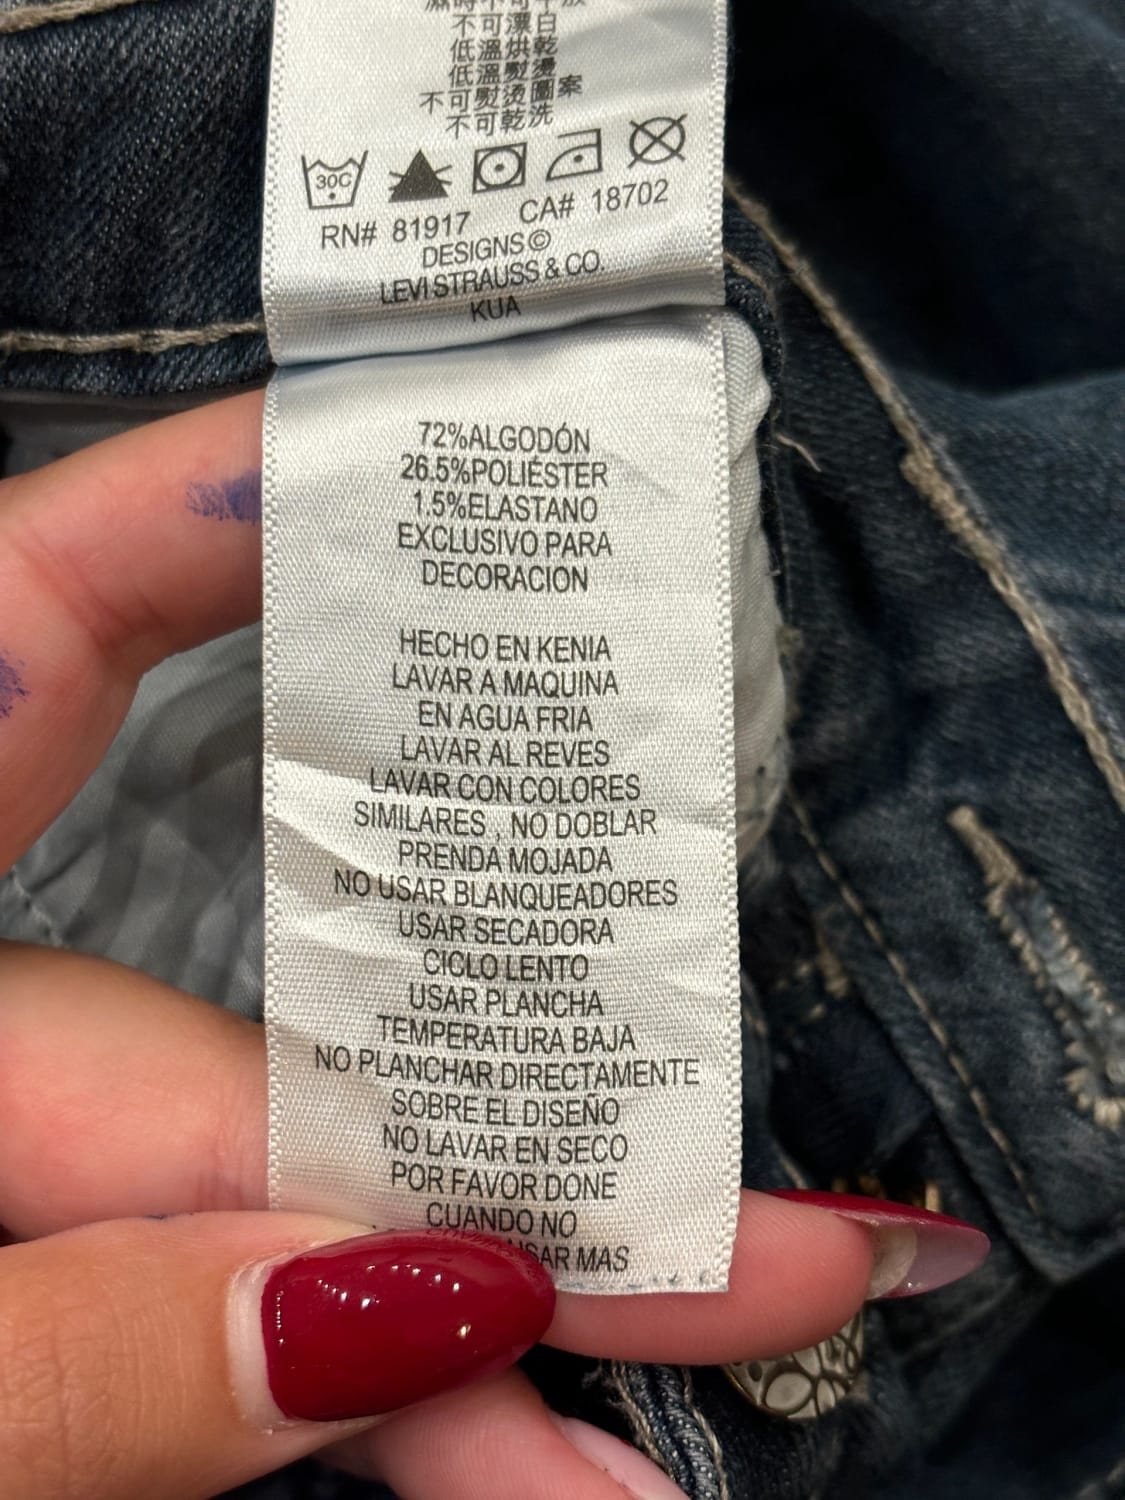 不可漂白
低溫烘乾
低溫熨燙
不可熨燙圖案
不可乾洗
30C
RN# 81917 CA# 18702
DESIGNS©
LEVI STRAUSS & CO.
KUA
72%ALGODÓN
26.5%POLIÉSTER
1.5%ELASTANO
EXCLUSIVO PARA
DECORACION
HECHO EN KENIA
LAVAR A MAQUINA
EN AGUA FRIA
LAVAR AL REVES
LAVAR CON COLORES
SIMILARES , NO DOBLAR
PRENDA MOJADA
NO USAR BLANQUEADORES
USAR SECADORA
CICLO LENTO
USAR PLANCHA
TEMPERATURA BAJA
NO PLANCHAR DIRECTAMENTE
SOBRE EL DISEÑO
NO LAVAR EN SECO
POR FAVOR DONE
CUANDO NO
USAR MAS